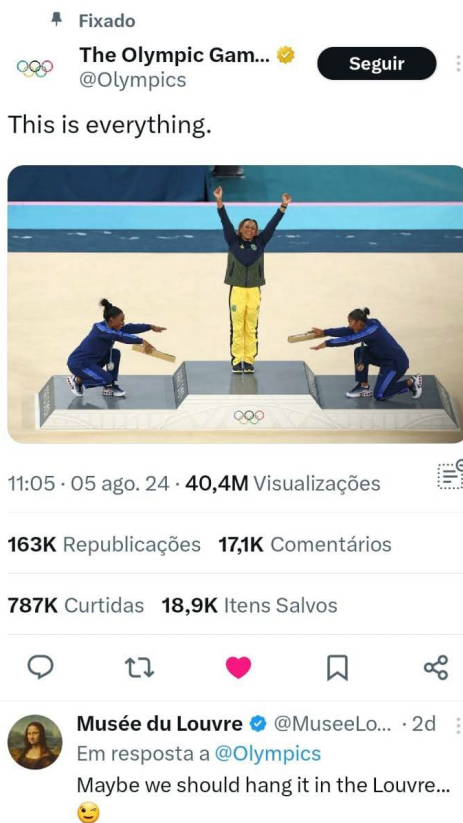 Fixado
The Olympic Gam...
Seguir
@Olympics
This is everything.
11:05 · 05 ago. 24 · 40,4M Visualizações
163K Republicações 17,1K Comentários
787K Curtidas 18,9K Itens Salvos
Musée du Louvre @MuseeLo... · 2d
Em resposta a @Olympics
Maybe we should hang it in the Louvre...
😉